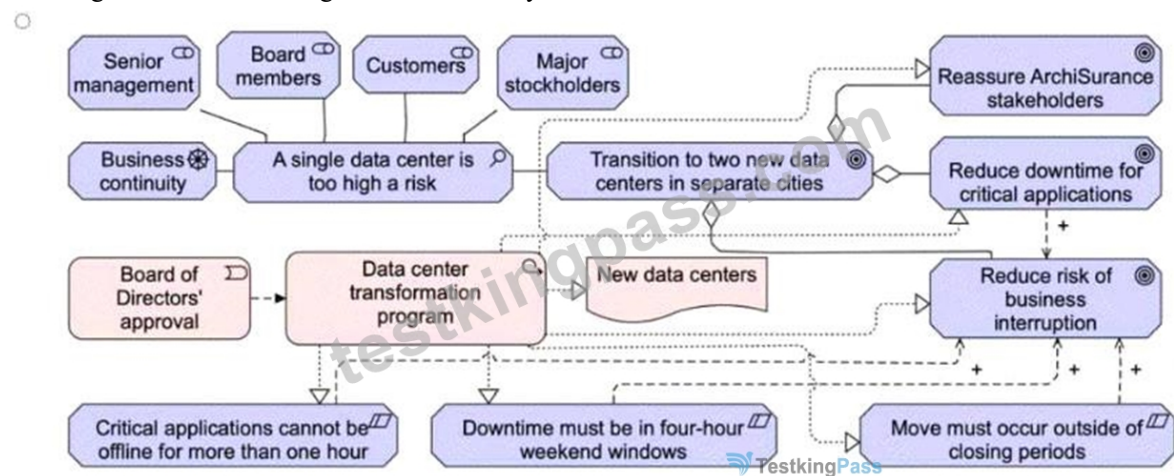 Senior
management
Board
members
Customers
Major
stockholders
Reassure ArchiSurance
stakeholders
Business
continuity
A single data center is
too high a risk
Transition to two new data
centers in separate cities
Reduce downtime for
critical applications
+
Board of
Directors'
approval
Data center
transformation
program
New data centers
Reduce risk of
business
interruption
+
+
+
Critical applications cannot be
offline for more than one hour
Downtime must be in four-hour
weekend windows
Move must occur outside of
closing periods
testkingpass.com
TestkingPass